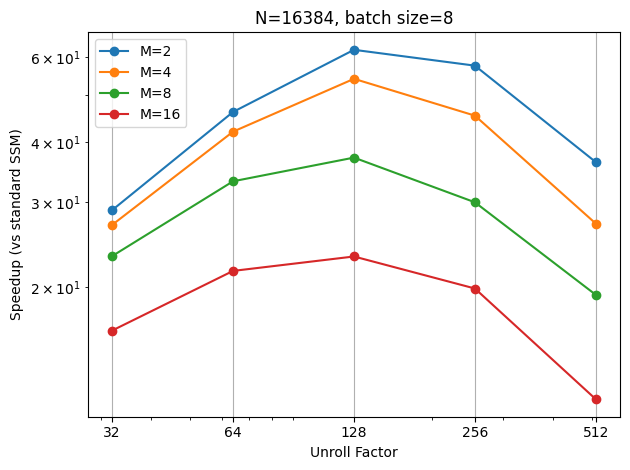 N=16384, batch size=8
M=2
M=4
M=8
M=16
6 × 10¹
4 × 10¹
3 × 10¹
2 × 10¹
Speedup (vs standard SSM)
32 64 128 256 512
Unroll Factor